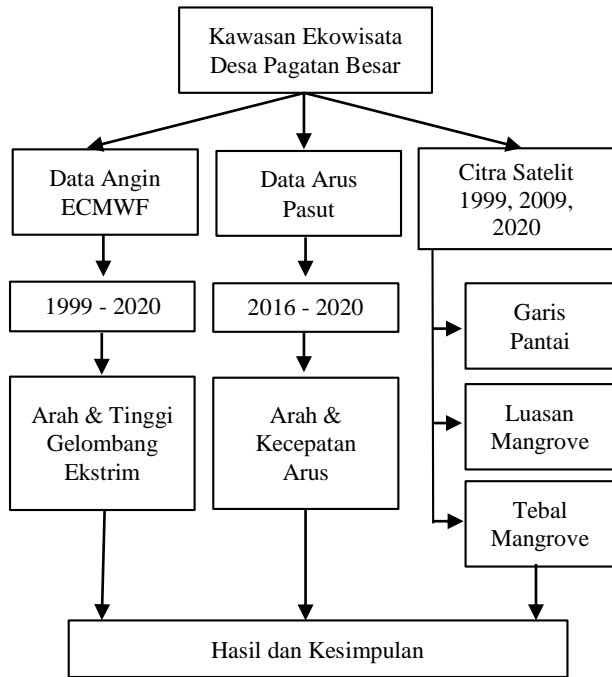 Kawasan Ekowisata
Desa Pagatan Besar
Data Angin
ECMWF
Data Arus
Pasut
Citra Satelit
1999, 2009,
2020
1999 - 2020
2016 - 2020
Garis
Pantai
Arah & Tinggi
Gelombang
Ekstrim
Arah &
Kecepatan
Arus
Luasan
Mangrove
Tebal
Mangrove
Hasil dan Kesimpulan